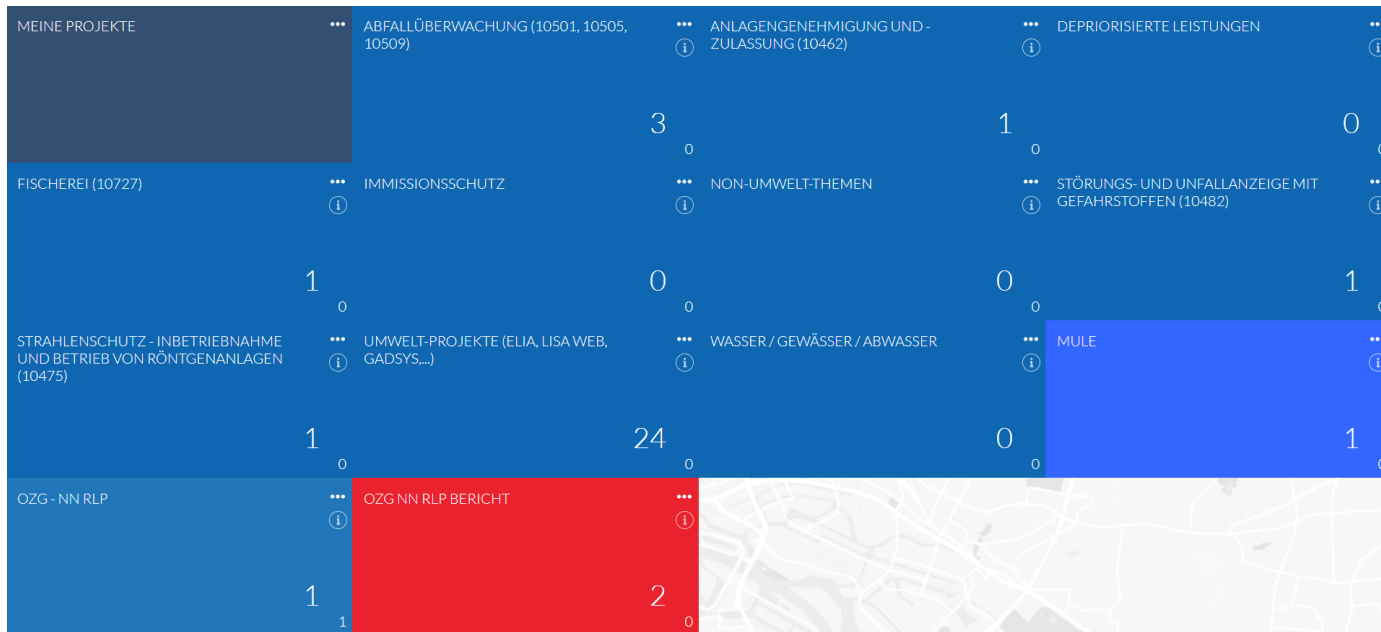 MEINE PROJEKTE
ABFALLÜBERWACHUNG (10501, 10505,
10509)
3
0
ANLAGENGENEHMIGUNG UND -
ZULASSUNG (10462)
1
0
DEPRIORISIERTE LEISTUNGEN
0
0
FISCHEREI (10727)
1
0
IMMISSIONSSCHUTZ
0
0
NON-UMWELT-THEMEN
0
0
STÖRUNGS- UND UNFALLANZEIGE MIT
GEFAHRSTOFFEN (10482)
1
0
STRAHLENSCHUTZ - INBETRIEBNAHME
UND BETRIEB VON RÖNTGENANLAGEN
(10475)
1
0
UMWELT-PROJEKTE (ELIA, LISA WEB,
GADSYS,...)
24
0
WASSER / GEWÄSSER / ABWASSER
0
0
MULE
1
0
OZG - NN RLP
1
1
OZG NN RLP BERICHT
2
0